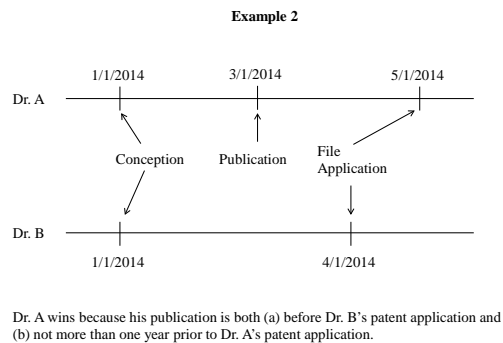 Example 2
1/1/2014 3/1/2014 5/1/2014
Dr. A
Conception Publication File
Application
Dr. B
1/1/2014 4/1/2014
Dr. A wins because his publication is both (a) before Dr. B's patent application and
(b) not more than one year prior to Dr. A's patent application.